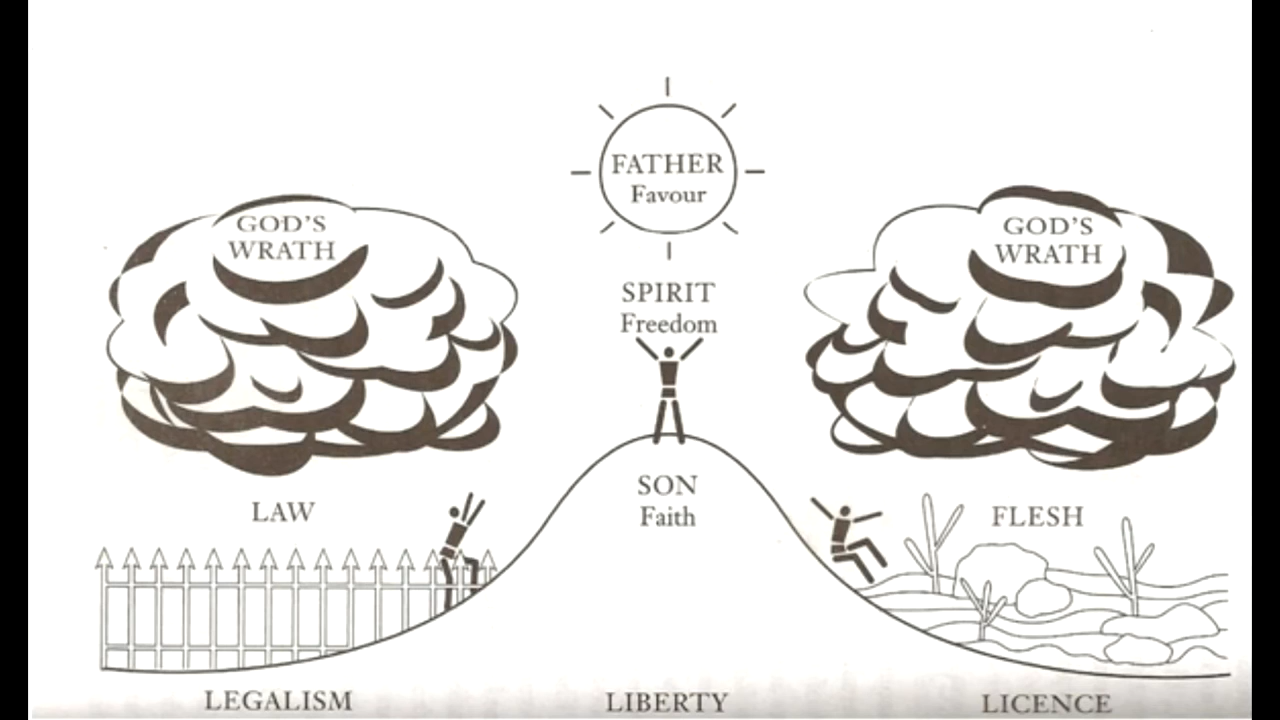 FATHER
Favour
GOD'S
WRATH
GOD'S
WRATH
SPIRIT
Freedom
SON
Faith
LAW
FLESH
LEGALISM
LIBERTY
LICENCE